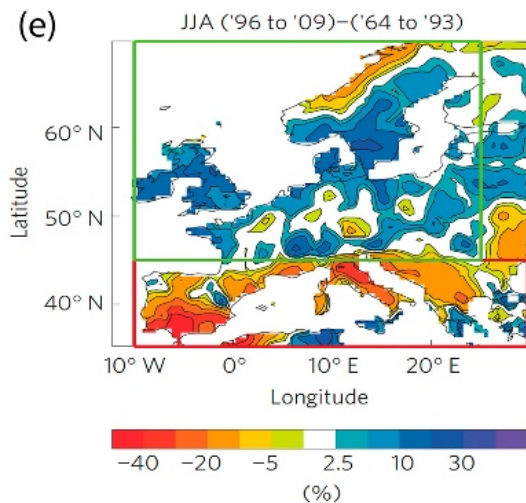 (e)
JJA ('96 to '09)–('64 to '93)
Latitude
60° N
50° N
40° N
10° W 0° 10° E 20° E
Longitude
−40 −20 −5 2.5 10 30
(%)